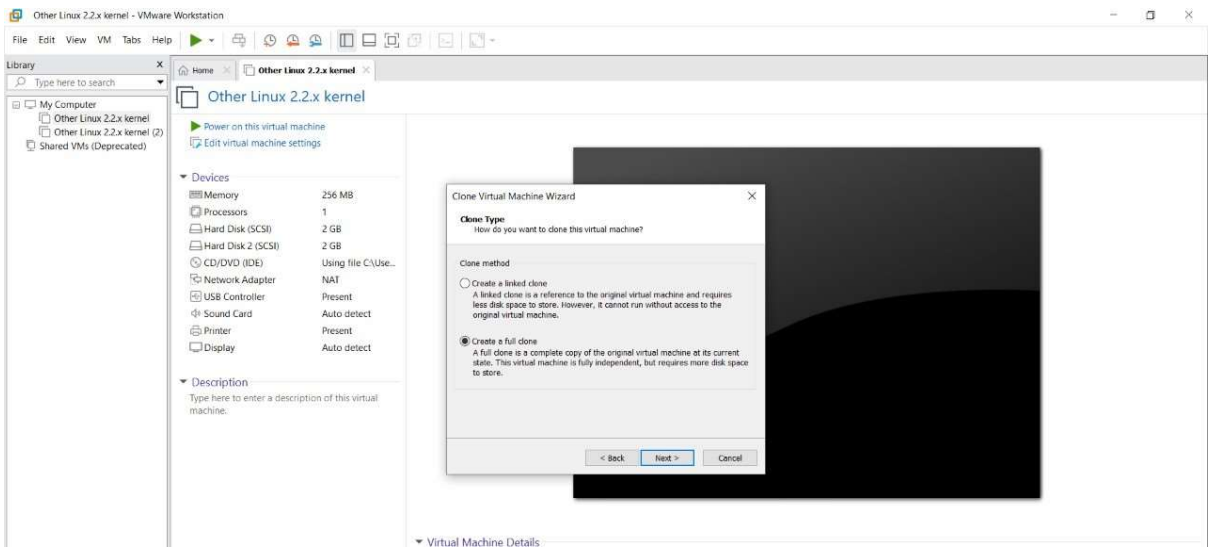 Other Linux 2.2.x kernel - VMware Workstation
File Edit View VM Tabs Help
Library
Type here to search
My Computer
Other Linux 2.2.x kernel
Other Linux 2.2.x kernel (2)
Shared VMs (Deprecated)
Home
Other Linux 2.2.x kernel
Other Linux 2.2.x kernel
Power on this virtual machine
Edit virtual machine settings
Devices
Memory 256 MB
Processors 1
Hard Disk (SCSI) 2 GB
Hard Disk 2 (SCSI) 2 GB
CD/DVD (IDE) Using file C:\Use...
Network Adapter NAT
USB Controller Present
Sound Card Auto detect
Printer Present
Display Auto detect
Description
Type here to enter a description of this virtual
machine.
Clone Virtual Machine Wizard
Clone Type
How do you want to clone this virtual machine?
Clone method
Create a linked clone
A linked clone is a reference to the original virtual machine and requires
less disk space to store. However, it cannot run without access to the
original virtual machine.
Create a full clone
A full clone is a complete copy of the original virtual machine at its current
state. This virtual machine is fully independent, but requires more disk space
to store.
< Back Next > Cancel
Virtual Machine Details